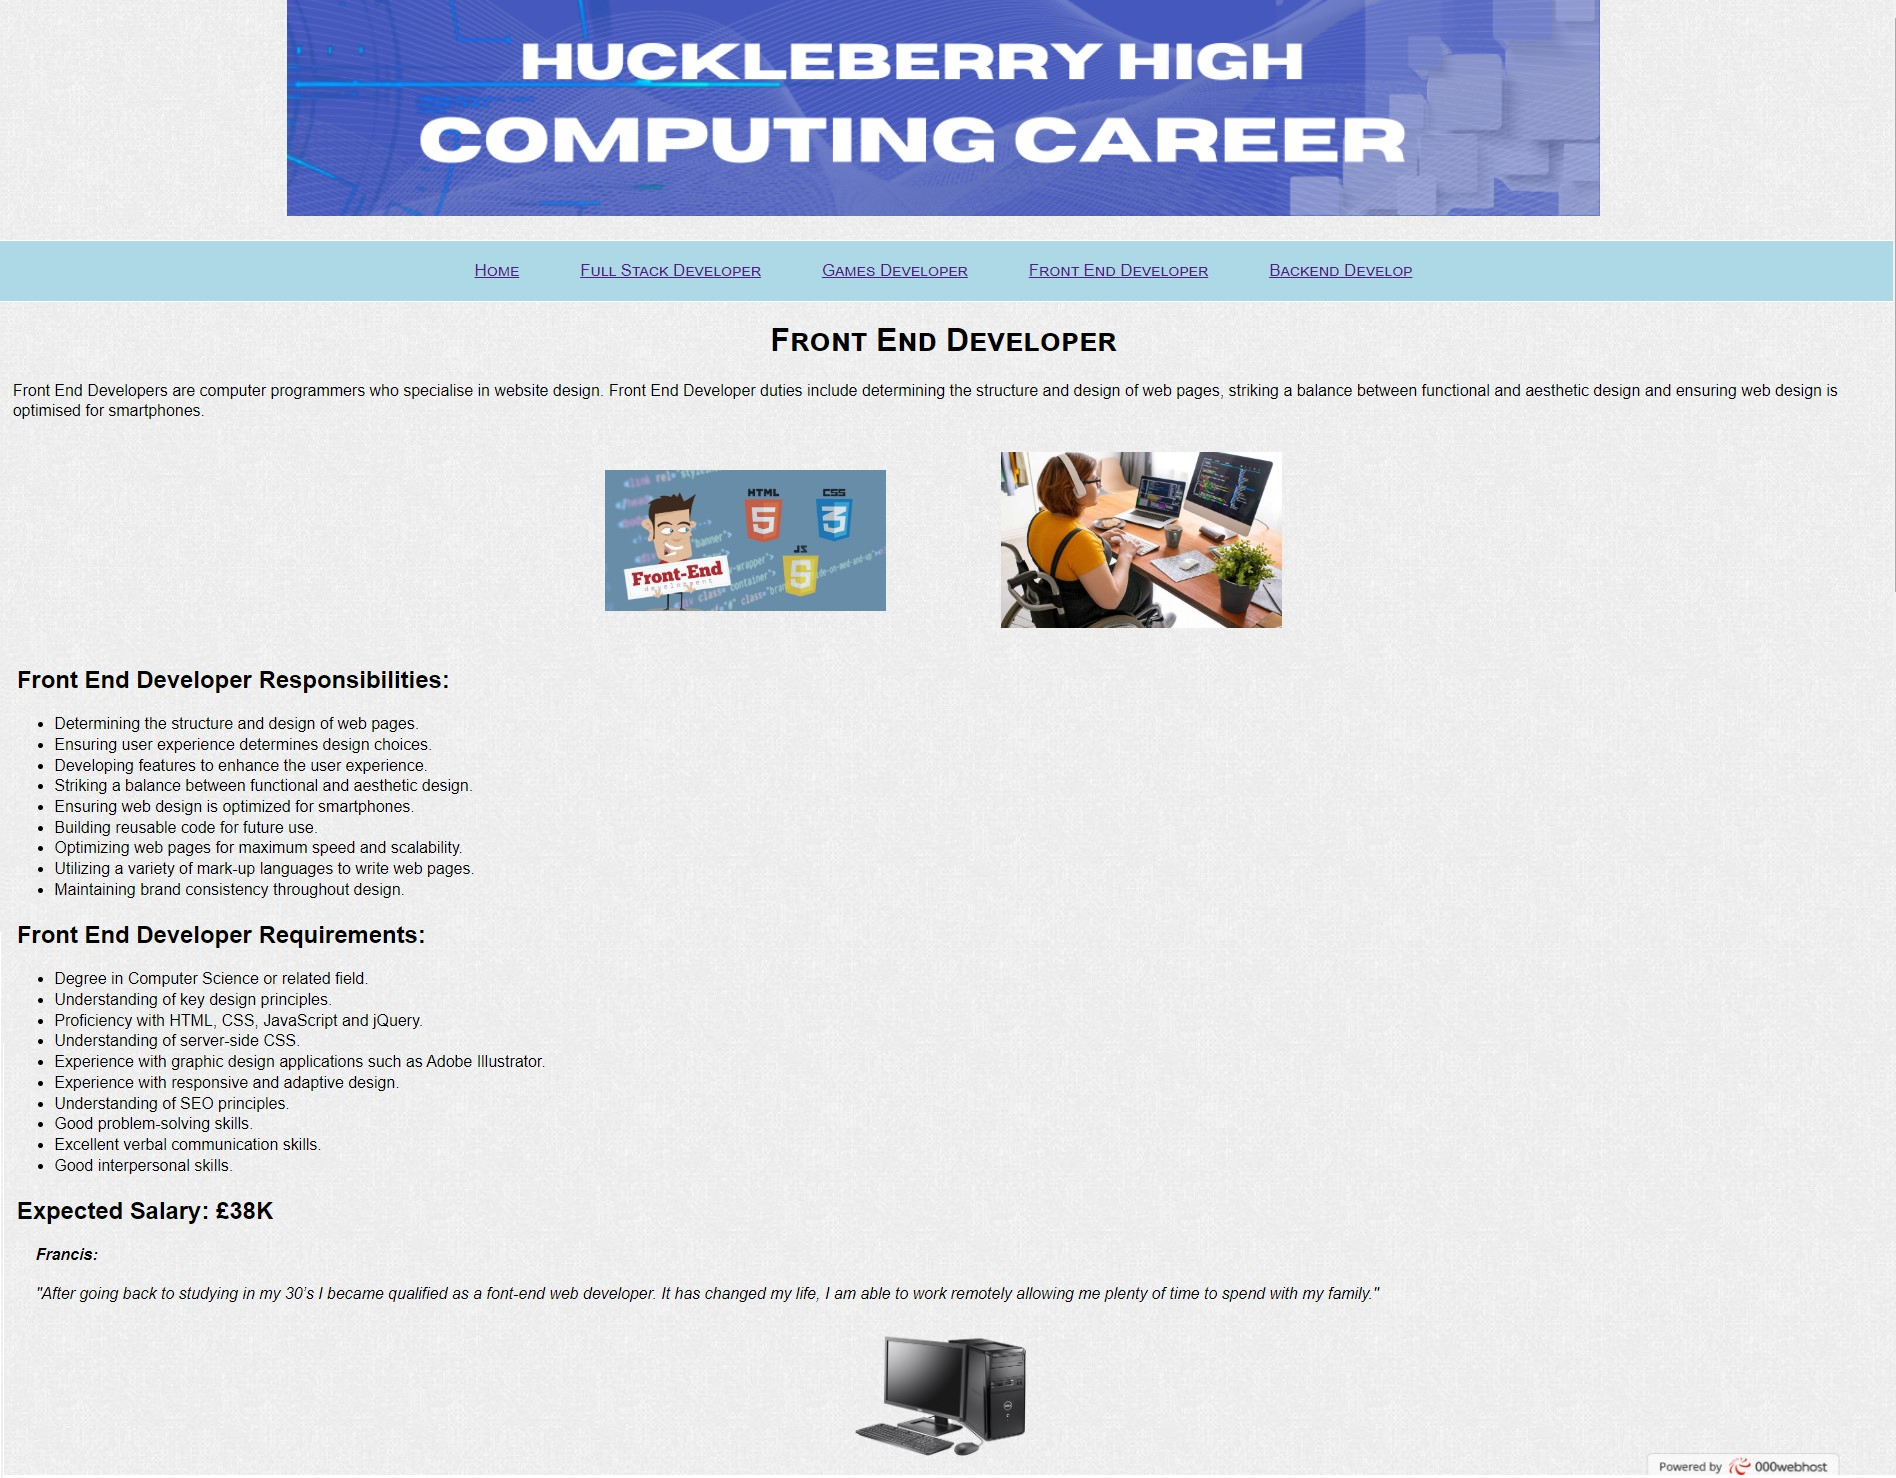 HUCKLEBERRY HIGH
COMPUTING CAREER
Home Full Stack Developer Games Developer Front End Developer Backend Develop
Front End Developer
Front End Developers are computer programmers who specialise in website design. Front End Developer duties include determining the structure and design of web pages, striking a balance between functional and aesthetic design and ensuring web design is
optimised for smartphones.
HTML
5
CSS
3
JS
Front-End
development
Front End Developer Responsibilities:
• Determining the structure and design of web pages.
• Ensuring user experience determines design choices.
• Developing features to enhance the user experience.
• Striking a balance between functional and aesthetic design.
• Ensuring web design is optimized for smartphones.
• Building reusable code for future use.
• Optimizing web pages for maximum speed and scalability.
• Utilizing a variety of mark-up languages to write web pages.
• Maintaining brand consistency throughout design.
Front End Developer Requirements:
• Degree in Computer Science or related field.
• Understanding of key design principles.
• Proficiency with HTML, CSS, JavaScript and jQuery.
• Understanding of server-side CSS.
• Experience with graphic design applications such as Adobe Illustrator.
• Experience with responsive and adaptive design.
• Understanding of SEO principles.
• Good problem-solving skills.
• Excellent verbal communication skills.
• Good interpersonal skills.
Expected Salary: £38K
Francis:
"After going back to studying in my 30's I became qualified as a font-end web developer. It has changed my life, I am able to work remotely allowing me plenty of time to spend with my family."
Powered by 000webhost